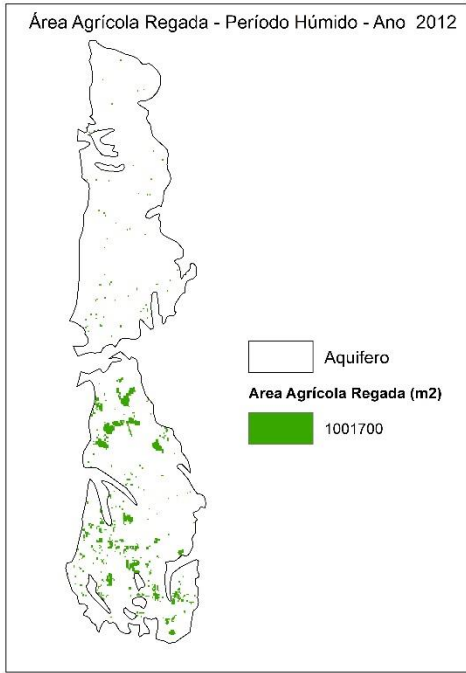 Área Agrícola Regada - Período Húmido - Ano 2012
Aquifero
Area Agrícola Regada (m2)
1001700